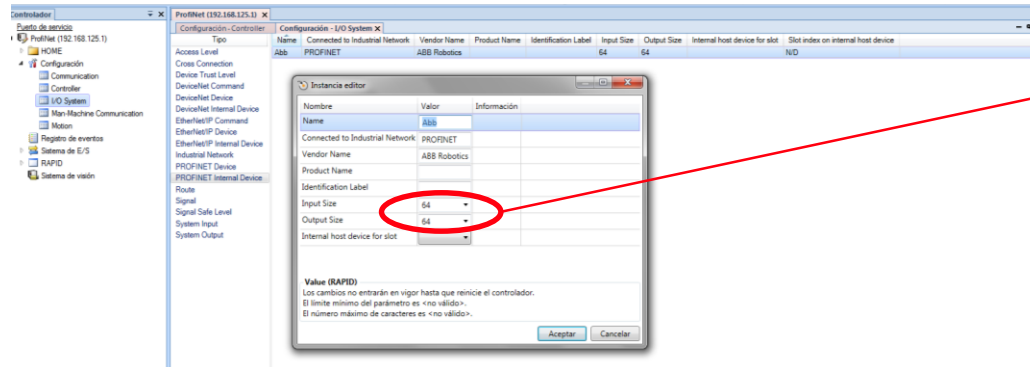 Controlador
Puerto de servicio
ProfiNet (192.168.125.1)
HOME
Configuración
Communication
Controller
I/O System
Man-Machine Communication
Motion
Registro de eventos
Sistema de E/S
RAPID
Sistema de visión
ProfiNet (192.168.125.1) X
Configuración - Controller
Configuración - I/O System X
Tipo
Access Level
Cross Connection
Device Trust Level
DeviceNet Command
DeviceNet Device
DeviceNet Internal Device
EtherNet/IP Command
EtherNet/IP Device
EtherNet/IP Internal Device
Industrial Network
PROFINET Device
PROFINET Internal Device
Route
Signal
Signal Safe Level
System Input
System Output
Name Connected to Industrial Network Vendor Name Product Name Identification Label Input Size Output Size Internal host device for slot Slot index on internal host device
Abb PROFINET ABB Robotics 64 64 N/D
Instancia editor
Nombre Valor Información
Name Abb
Connected to Industrial Network PROFINET
Vendor Name ABB Robotics
Product Name
Identification Label
Input Size 64
Output Size 64
Internal host device for slot
Value (RAPID)
Los cambios no entrarán en vigor hasta que reinicie el controlador.
El límite mínimo del parámetro es <no válido>.
El número máximo de caracteres es <no válido>.
Aceptar Cancelar